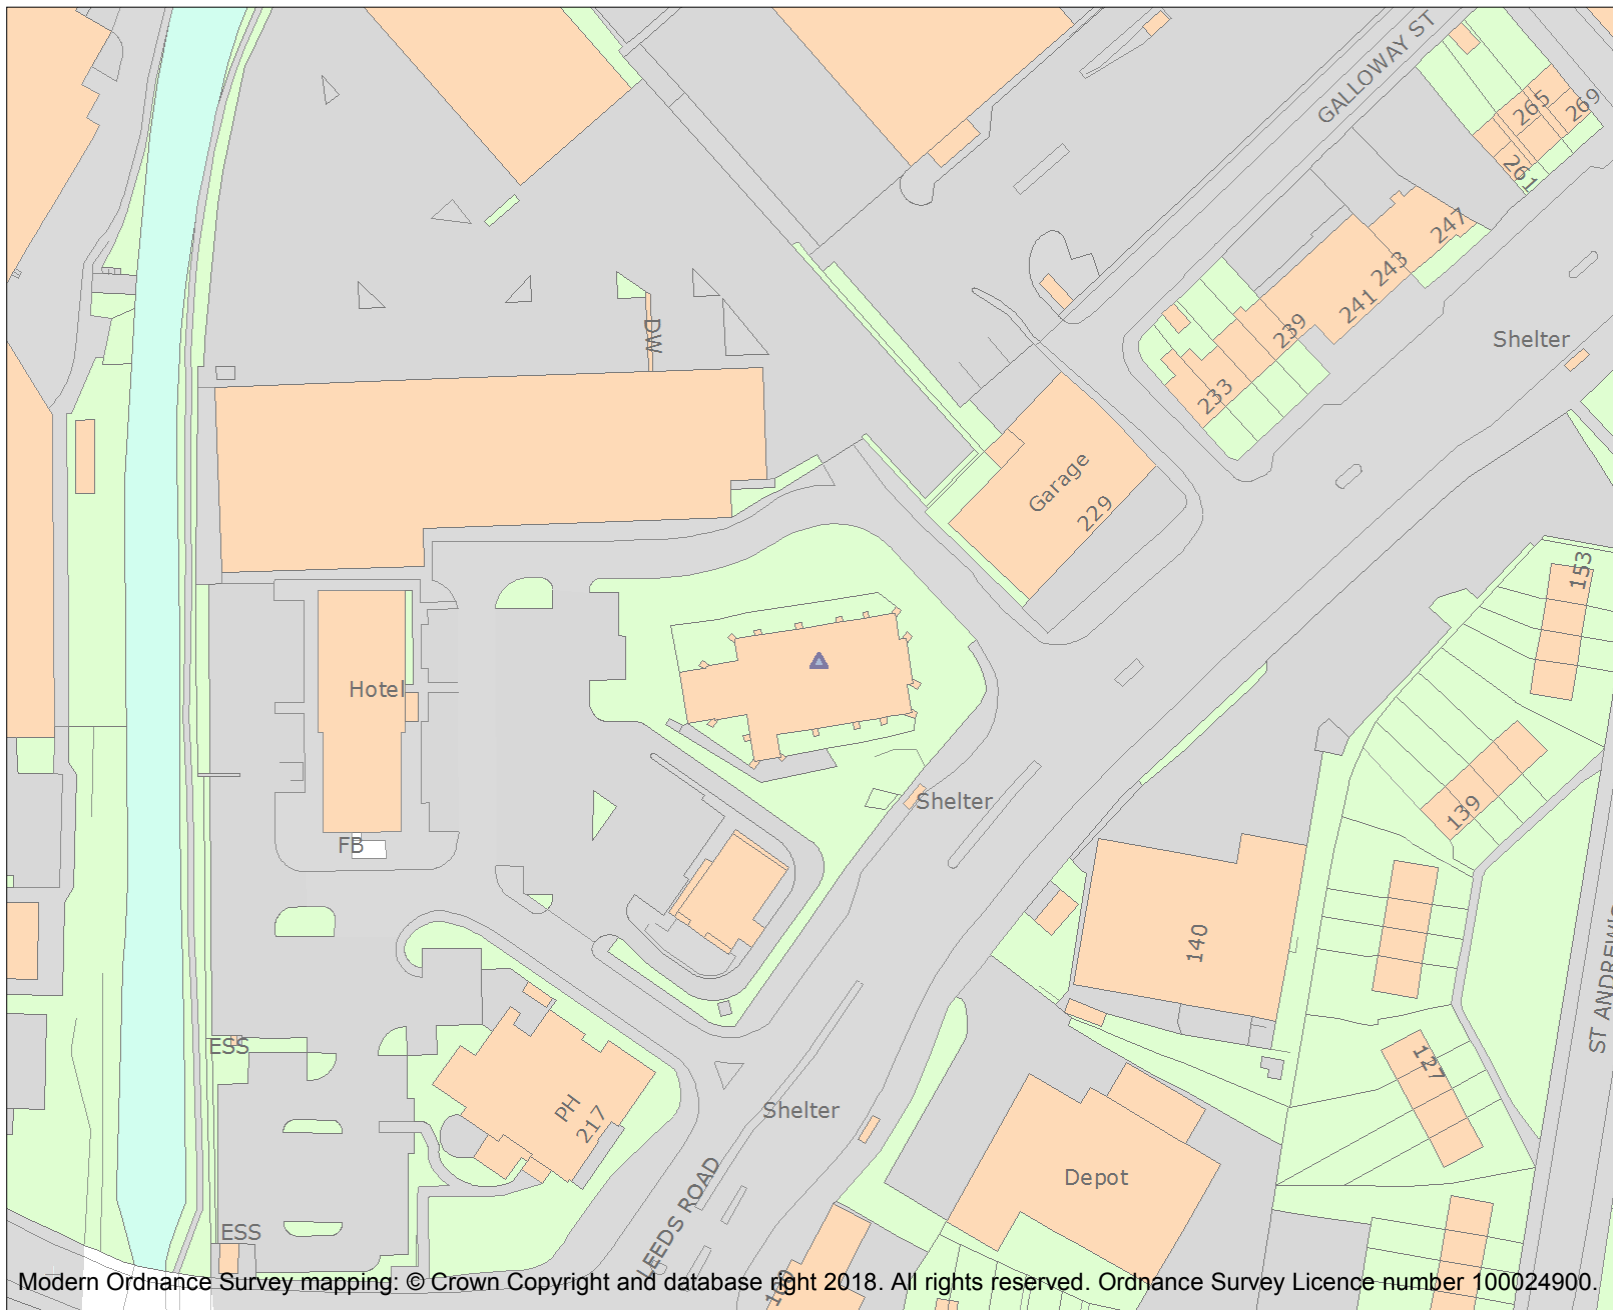 GALLOWAY ST
265
269
261
247
243
241
239
233
Shelter
DW
Garage
229
153
Hotel
Shelter
139
FB
140
ST ANDREWS
ESS
127
PH
217
Shelter
LEEDS ROAD
Depot
ESS
Modern Ordnance Survey mapping: © Crown Copyright and database right 2018. All rights reserved. Ordnance Survey Licence number 100024900.